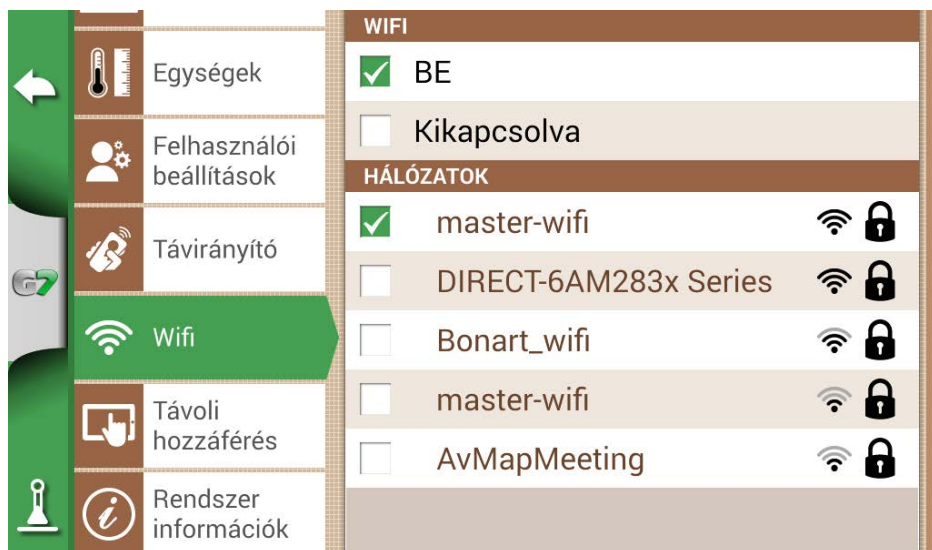 Egységek
Felhasználói
beállítások
Távirányító
G7
Wifi
Távoli
hozzáférés
Rendszer
információk
WIFI
BE
Kikapcsolva
HÁLÓZATOK
master-wifi
DIRECT-6AM283x Series
Bonart_wifi
master-wifi
AvMapMeeting